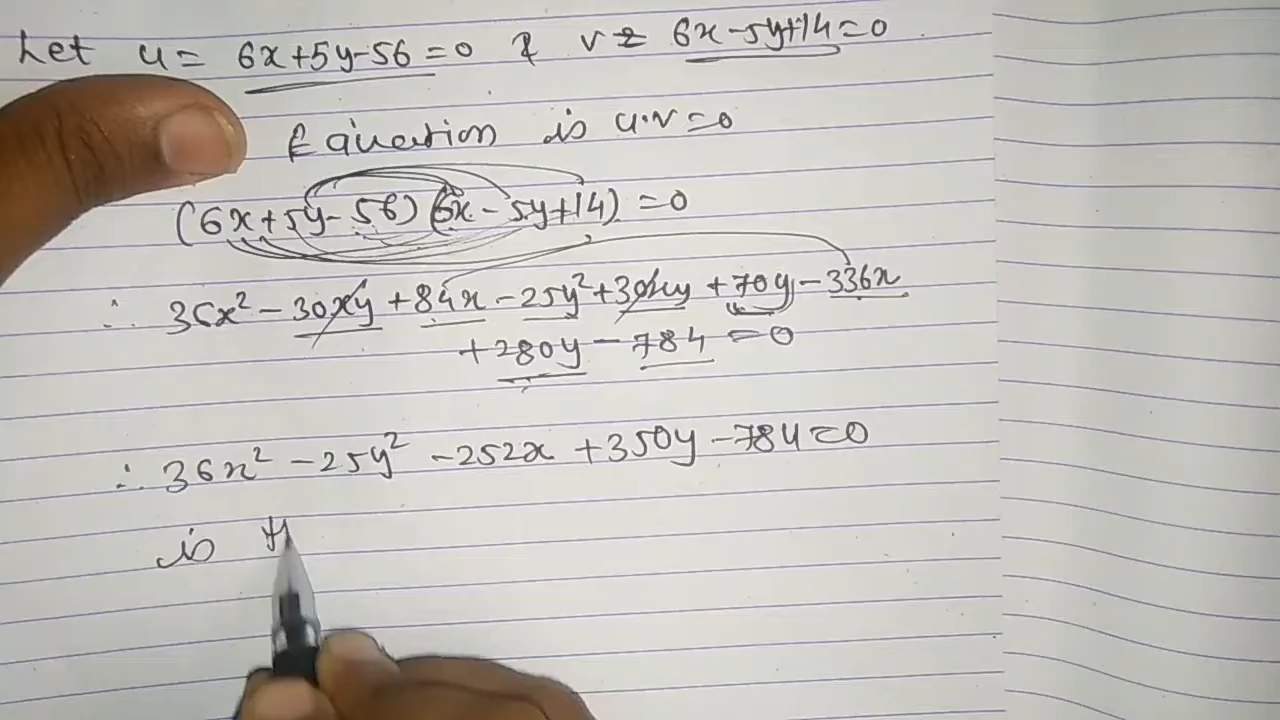 Let u = 6x+5y-56 = 0 & v = 6x-5y+14 = 0
Equation is u.v = 0
(6x+5y-56) (6x-5y+14) = 0
∴ 36x² - 30xy + 84x - 25y² + 30xy + 70y - 336x
+280y - 784 = 0
∴ 36x² - 25y² - 252x + 350y - 784 = 0
is th